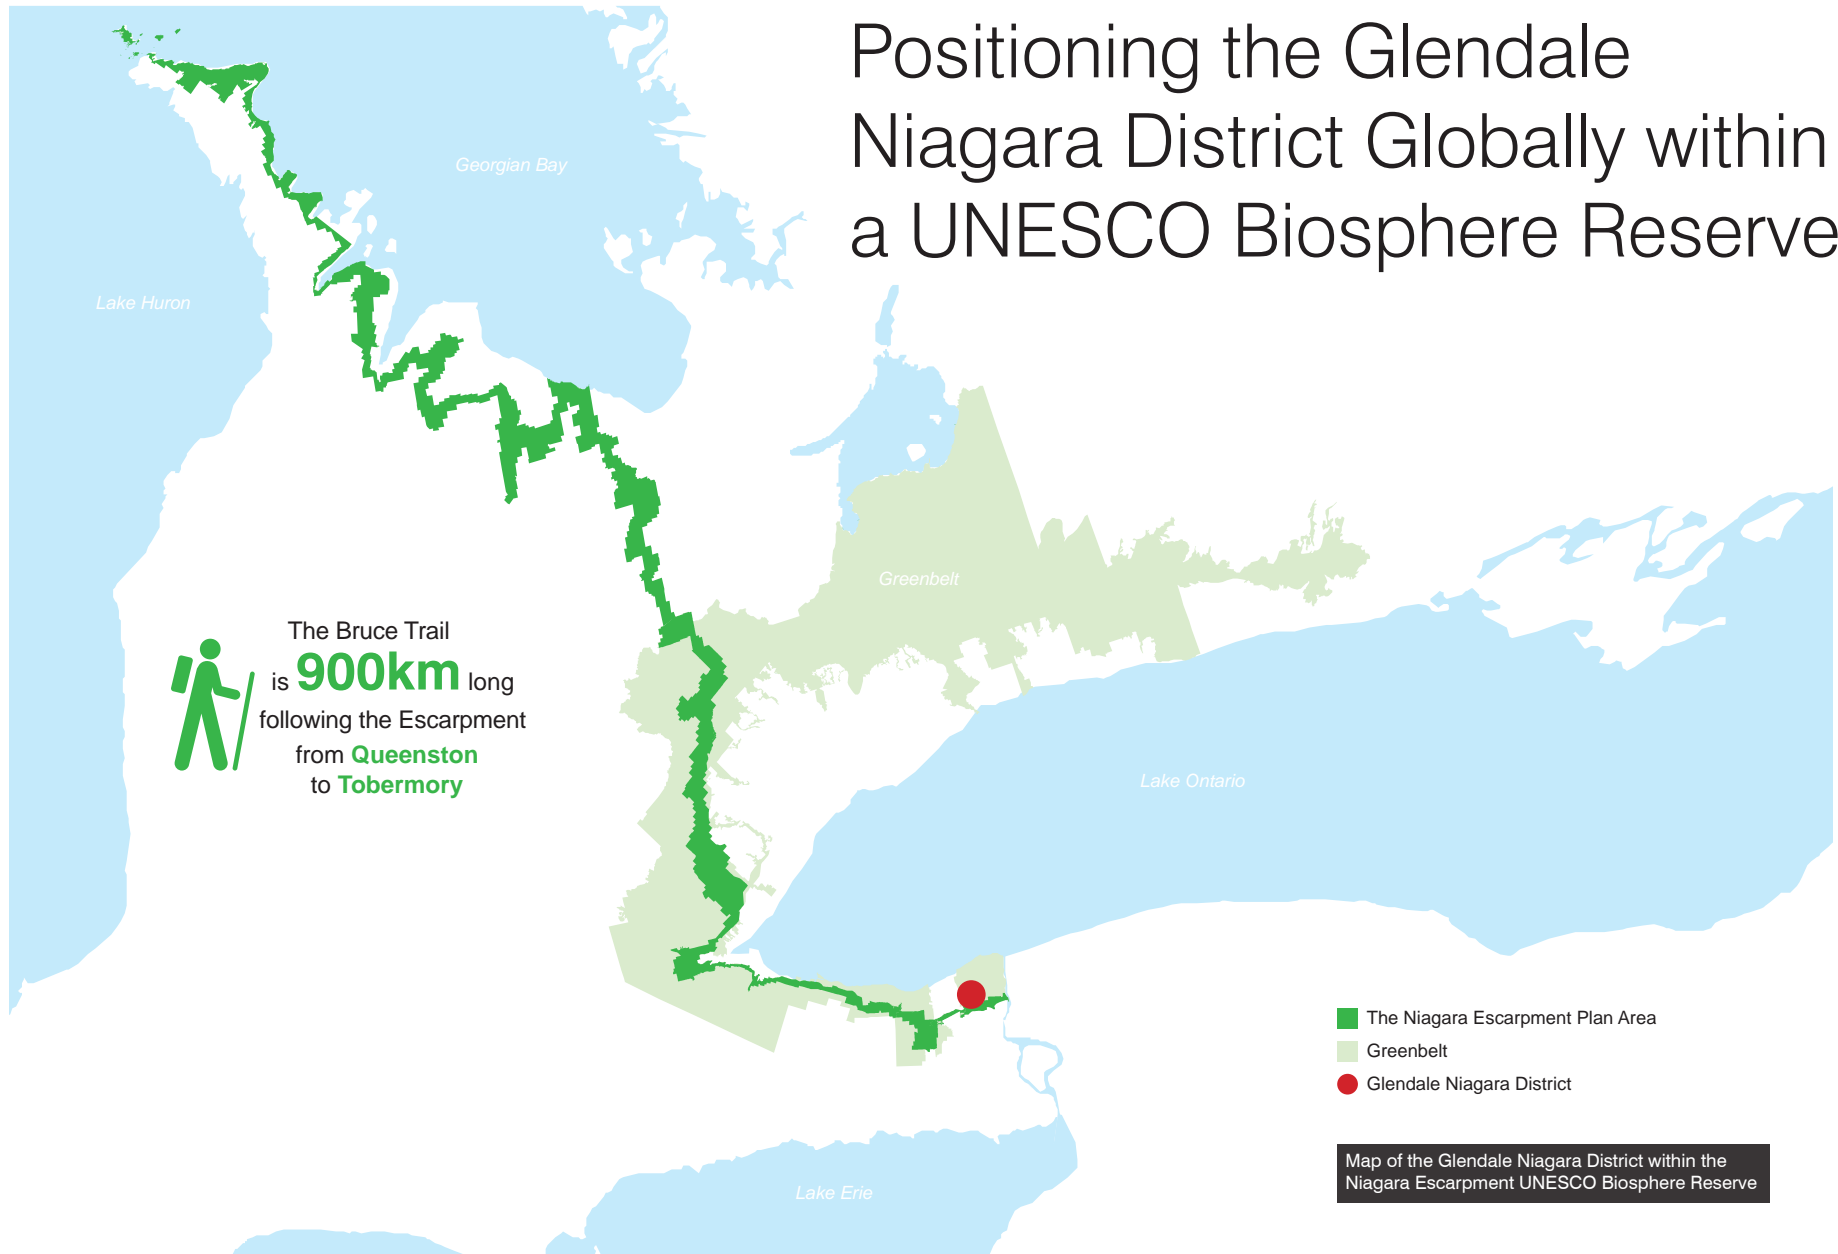 Positioning the Glendale
Niagara District Globally within
a UNESCO Biosphere Reserve
Georgian Bay
Lake Huron
Greenbelt
The Bruce Trail
is 900km long
following the Escarpment
from Queenston
to Tobermory
Lake Ontario
The Niagara Escarpment Plan Area
Greenbelt
Glendale Niagara District
Map of the Glendale Niagara District within the
Niagara Escarpment UNESCO Biosphere Reserve
Lake Erie